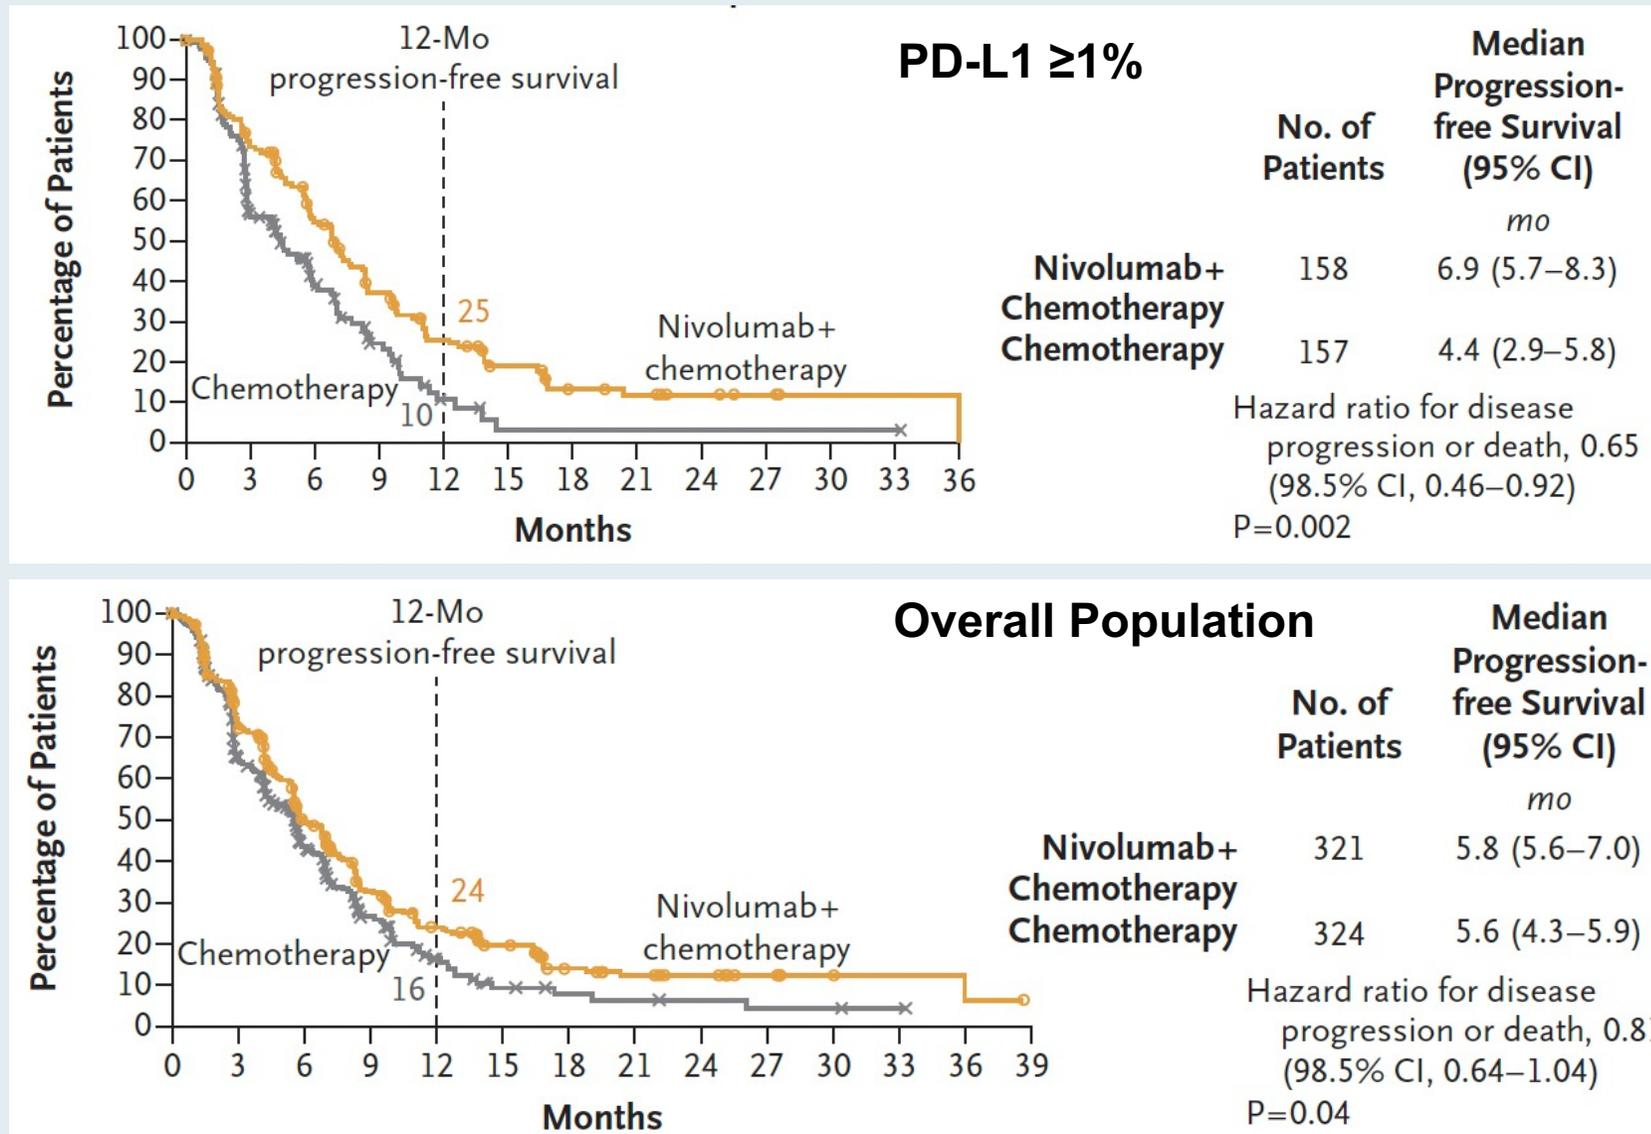 PD-L1 ≥1%
12-Mo
progression-free survival
Percentage of Patients
100
90
80
70
60
50
40
30
20
10
0
25
10
Nivolumab+
chemotherapy
Chemotherapy
0 3 6 9 12 15 18 21 24 27 30 33 36
Months
No. of
Patients
Median
Progression-
free Survival
(95% CI)
mo
Nivolumab+ 158 6.9 (5.7–8.3)
Chemotherapy
Chemotherapy 157 4.4 (2.9–5.8)
Hazard ratio for disease
progression or death, 0.65
(98.5% CI, 0.46–0.92)
P=0.002
Overall Population
12-Mo
progression-free survival
Percentage of Patients
100
90
80
70
60
50
40
30
20
10
0
24
16
Nivolumab+
chemotherapy
Chemotherapy
0 3 6 9 12 15 18 21 24 27 30 33 36 39
Months
No. of
Patients
Median
Progression-
free Survival
(95% CI)
mo
Nivolumab+ 321 5.8 (5.6–7.0)
Chemotherapy
Chemotherapy 324 5.6 (4.3–5.9)
Hazard ratio for disease
progression or death,
(98.5% CI, 0.64–1.04)
P=0.04